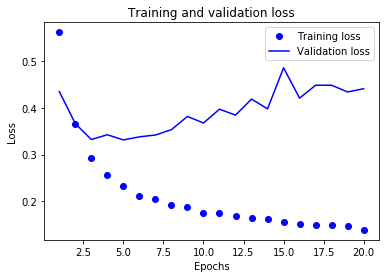 Training and validation loss
Training loss
Validation loss
0.5
0.4
0.3
0.2
Loss
2.5 5.0 7.5 10.0 12.5 15.0 17.5 20.0
Epochs